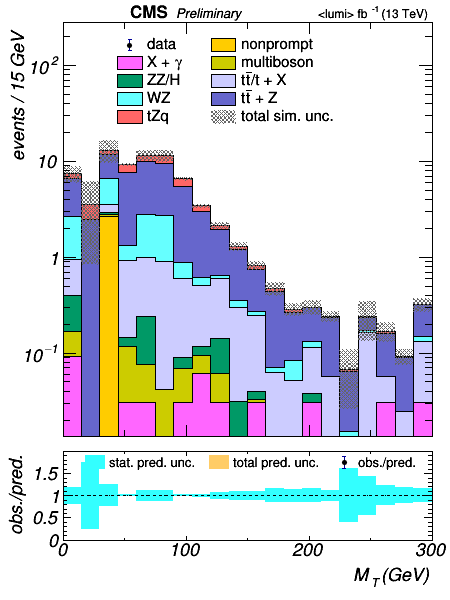 CMS Preliminary <lumi> fb⁻¹ (13 TeV)
events / 15 GeV
10²
10
1
10⁻¹
data
X + γ
ZZ/H
WZ
tZq
nonprompt
multiboson
tt̄/t + X
tt̄ + Z
total sim. unc.
obs./pred.
1.5
1
0.5
0
stat. pred. unc. total pred. unc. obs./pred.
0 100 200 300
M_T (GeV)